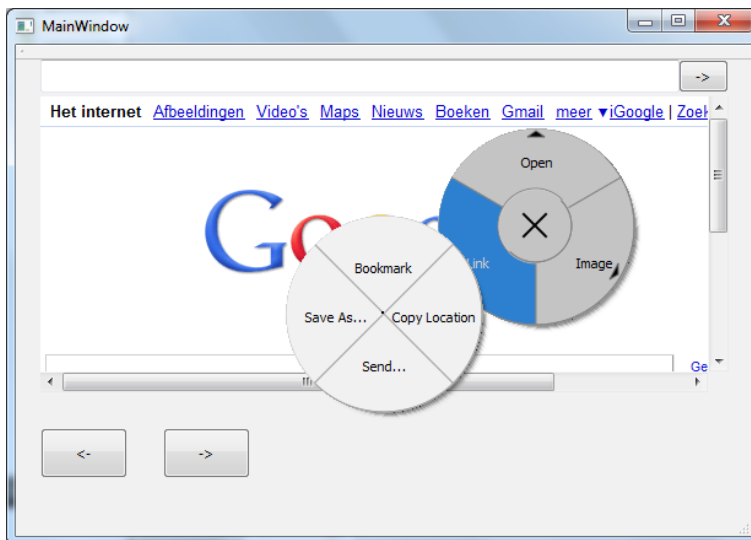 MainWindow
->
Het internet Afbeeldingen Video's Maps Nieuws Boeken Gmail meer ▼ iGoogle | Zoek
Open
Goo
Link
Image
Bookmark
Save As...
Copy Location
Send...
Ge
<-
->